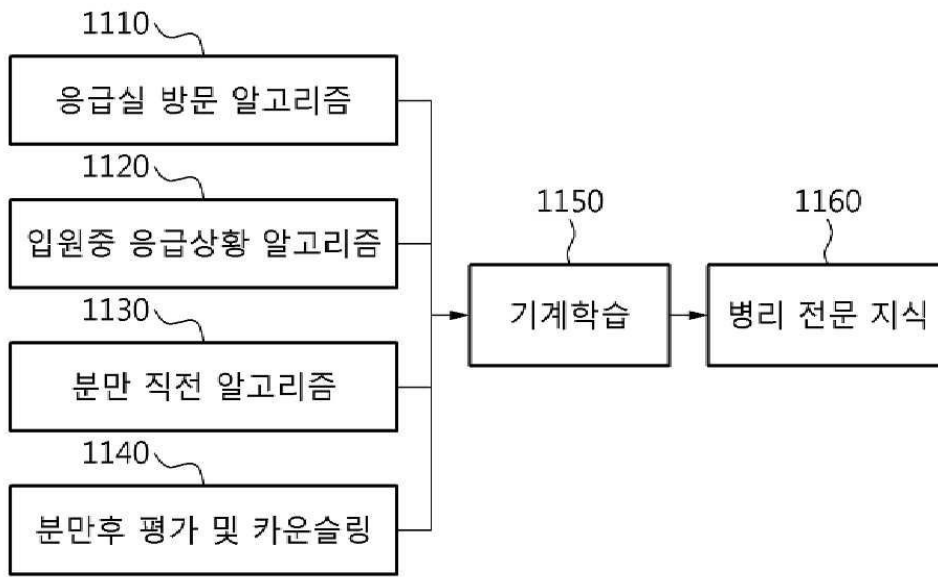 1110
응급실 방문 알고리즘
1120
입원중 응급상황 알고리즘
1130
분만 직전 알고리즘
1140
분만후 평가 및 카운슬링
1150
기계학습
1160
병리 전문 지식